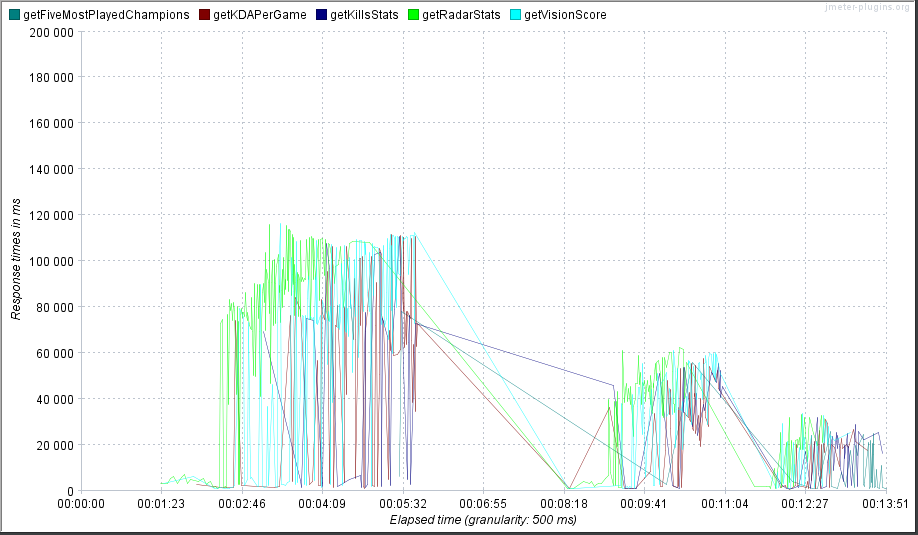 jmeter-plugins.org
getFiveMostPlayedChampions getKDAPerGame getKillsStats getRadarStats getVisionScore
200 000
180 000
160 000
140 000
120 000
100 000
80 000
60 000
40 000
20 000
0
Response times in ms
00:00:00 00:01:23 00:02:46 00:04:09 00:05:32 00:06:55 00:08:18 00:09:41 00:11:04 00:12:27 00:13:51
Elapsed time (granularity: 500 ms)